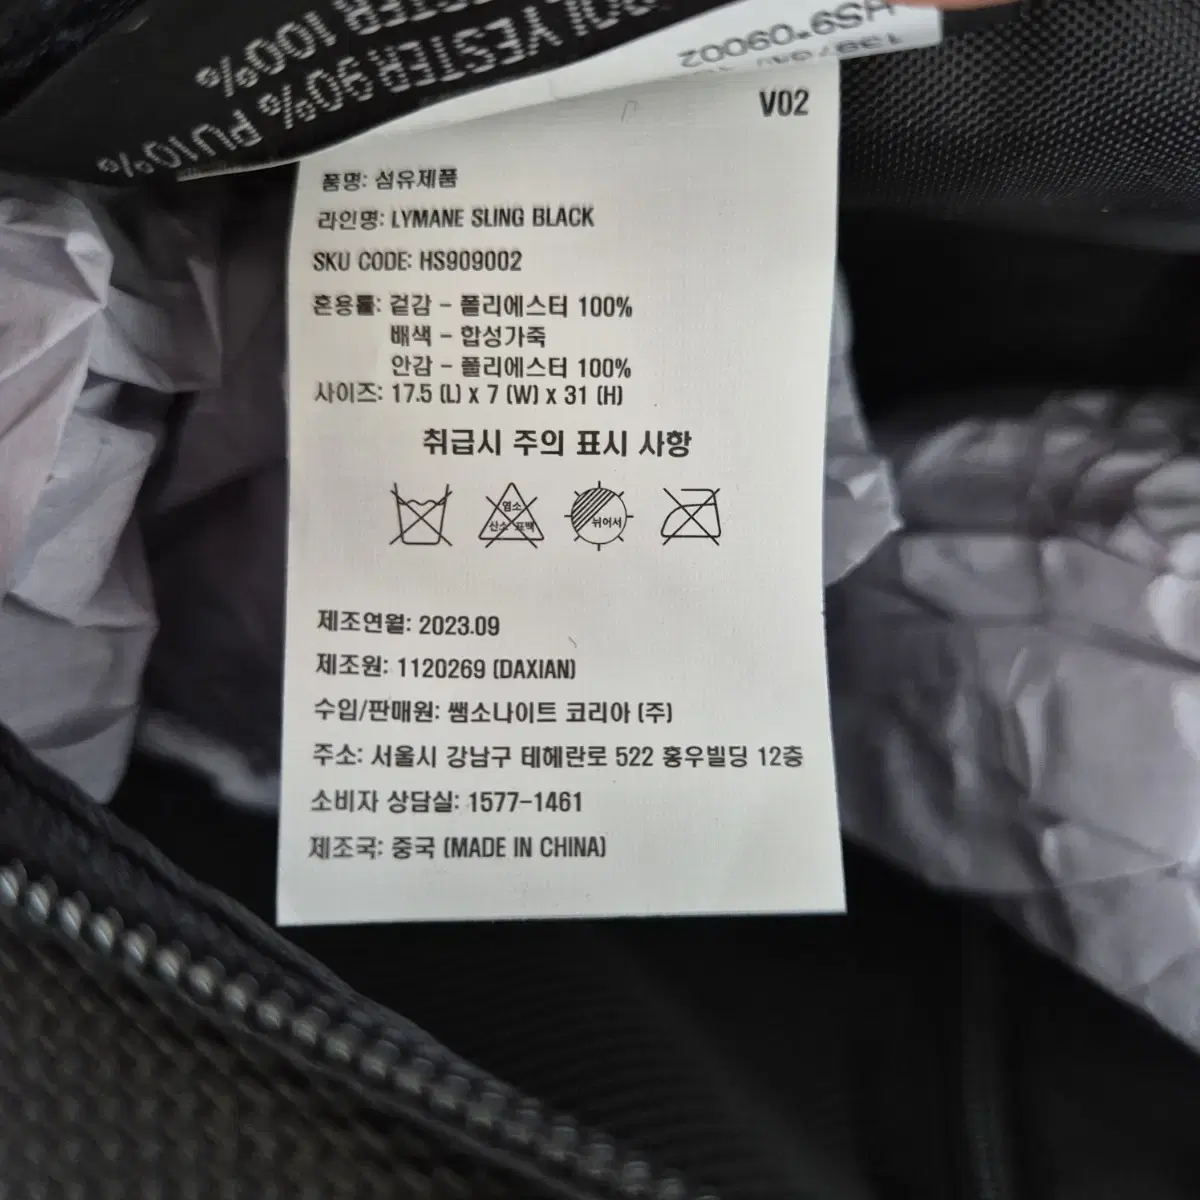 POLYESTER 100%
POLYESTER90% PU10%
HS9*09002
V02
품명: 섬유제품
라인명: LYMANE SLING BLACK
SKU CODE: HS909002
혼용률: 겉감 - 폴리에스터 100%
배색 - 합성가죽
안감 - 폴리에스터 100%
사이즈: 17.5 (L) x 7 (W) x 31 (H)
취급시 주의 표시 사항
염소
산소 표백
뉘어서
제조연월: 2023.09
제조원: 1120269 (DAXIAN)
수입/판매원: 쌤소나이트 코리아 (주)
주소: 서울시 강남구 테헤란로 522 홍우빌딩 12층
소비자 상담실: 1577-1461
제조국: 중국 (MADE IN CHINA)